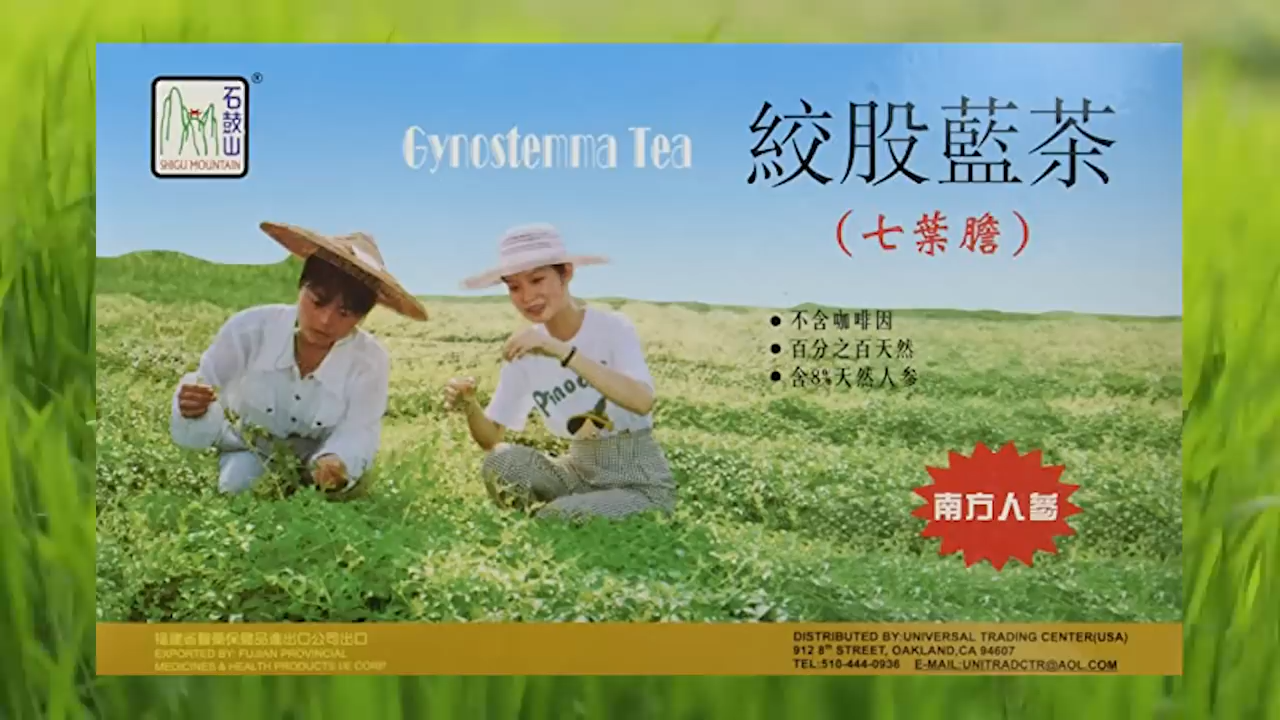 石鼓山
SHIGU MOUNTAIN
®
Gynostemma Tea
絞股藍茶
(七葉膽)
● 不含咖啡因
● 百分之百天然
● 含8%天然人参
Pinoc
南方人參
福建省醫藥保健品進出口公司出口
EXPORTED BY: FUJIAN PROVINCIAL
MEDICINES & HEALTH PRODUCTS I/E CORP
DISTRIBUTED BY:UNIVERSAL TRADING CENTER(USA)
912 8th STREET, OAKLAND,CA 94607
TEL:510-444-0936 E-MAIL:UNITRADCTR@AOL.COM